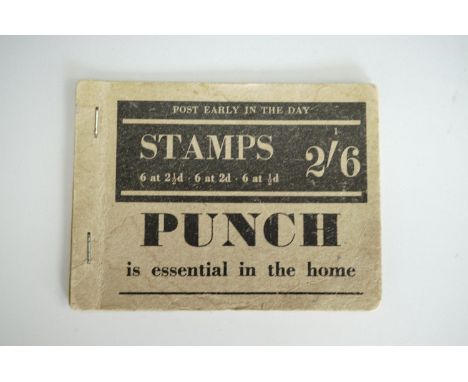 POST EARLY IN THE DAY
STAMPS 2/6
6 at 2½d · 6 at 2d · 6 at ½d
PUNCH
is essential in the home